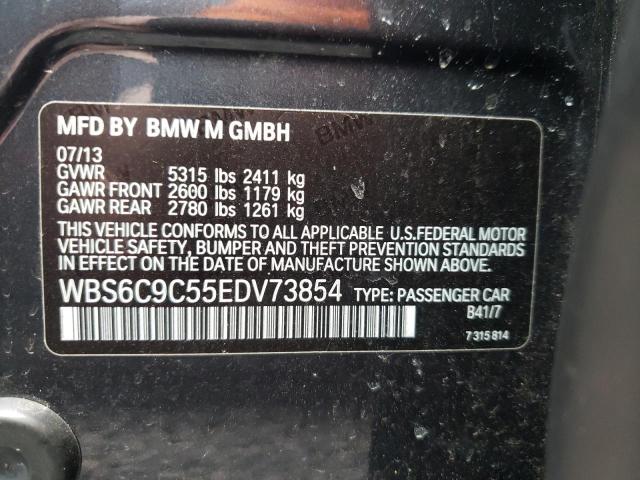 MFD BY BMW M GMBH
07/13
GVWR 5315 lbs 2411 kg
GAWR FRONT 2600 lbs 1179 kg
GAWR REAR 2780 lbs 1261 kg
THIS VEHICLE CONFORMS TO ALL APPLICABLE U.S.FEDERAL MOTOR
VEHICLE SAFETY, BUMPER AND THEFT PREVENTION STANDARDS
IN EFFECT ON THE DATE OF MANUFACTURE SHOWN ABOVE.
WBS6C9C55EDV73854 TYPE: PASSENGER CAR
B41/7
7 315 814